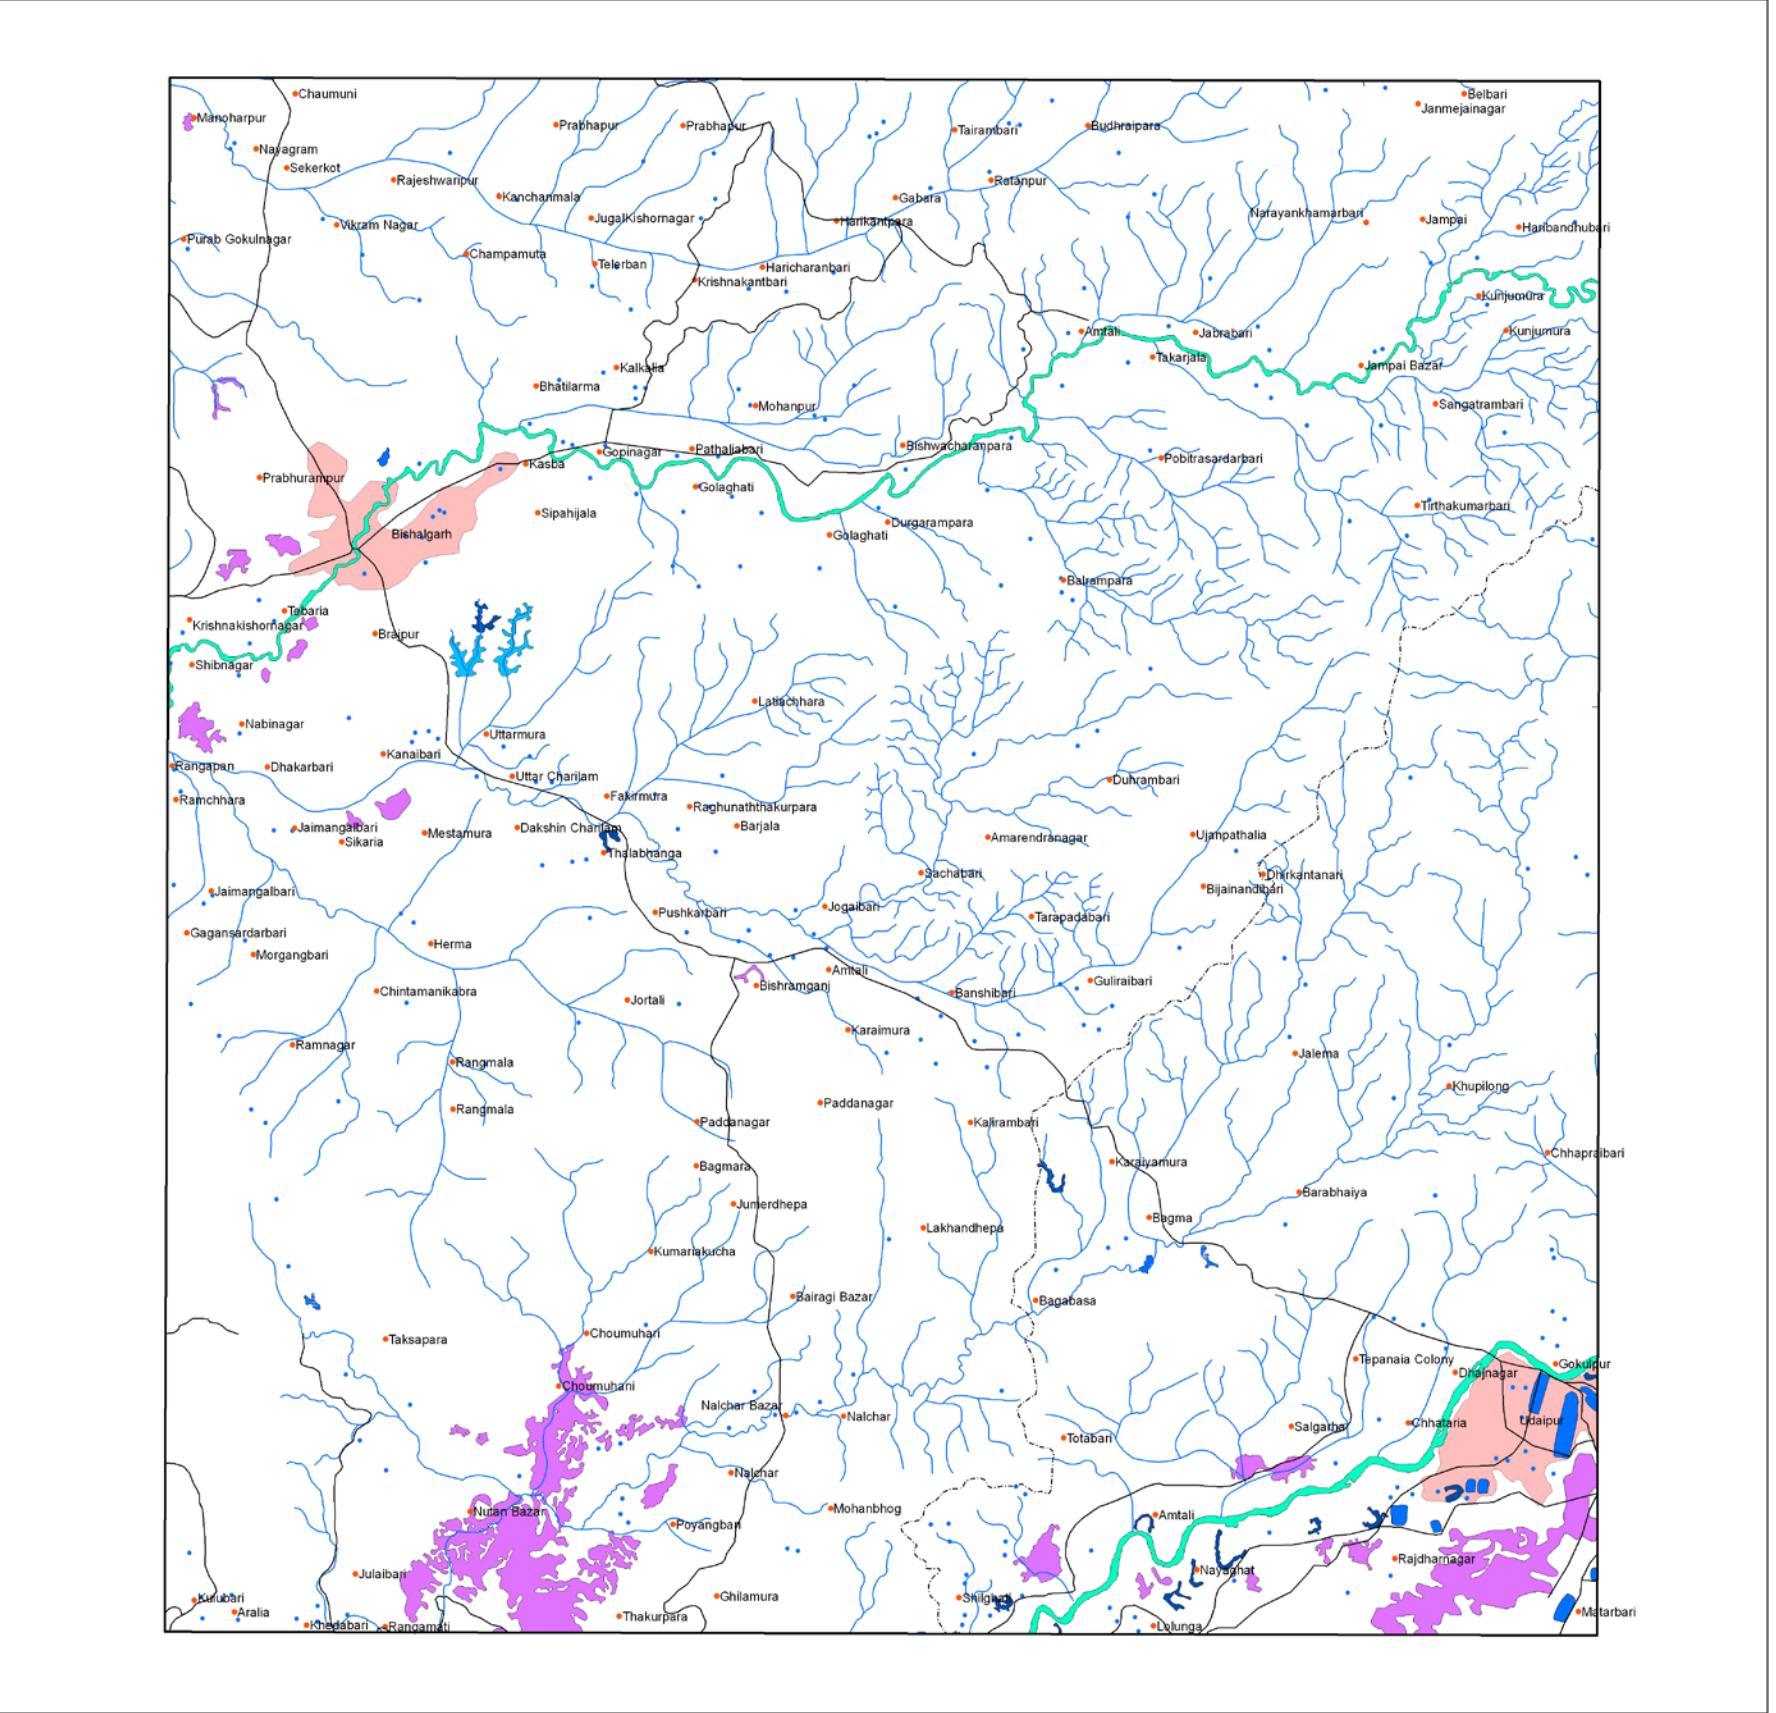 Chaumuni
Belbari
Janmejainagar
Manoharpur
Prabhapur
Prabhapur
Tairambari
Budhraipara
Nayagram
Sekerkot
Rajeshwaripur
Ratanpur
Kanchanmala
Gabara
JugalKishornagar
Harikantpara
Narayankhamarbari
Jampai
Haribandhubari
Vikram Nagar
Purab Gokulnagar
Champamuta
Telerban
Haricharanbari
Krishnakantbari
Kunjumura
Amtali
Jabrabari
Kunjumura
Takarjala
Jampai Bazar
Kalkalia
Bhatilarma
Mohanpur
Sangatrambari
Bishwacharanpara
Pathaliabari
Gopinagar
Kasba
Pobitrasardarbari
Prabhurampur
Golaghati
Tirthakumarbari
Sipahijala
Durgarampara
Bishalgarh
Golaghati
Balrampara
Tebaria
Krishnakishornagar
Brajpur
Shibnagar
Latiachhara
Nabinagar
Uttarmura
Kanaibari
Rangapan
Dhakarbari
Uttar Charilam
Duhrambari
Ramchhara
Fakirmura
Raghunaththakurpara
Jaimangalbari
Mestamura
Dakshin Charilam
Barjala
Sikaria
Amarendranagar
Ujanpathalia
Thalabhanga
Sachabari
Dhirkantanari
Bijainandibari
Jaimangalbari
Pushkarbari
Jogaibari
Tarapadabari
Gagansardarbari
Herma
Morgangbari
Amtali
Bishramganj
Guliraibari
Chintamanikabra
Banshibari
Jortali
Karaimura
Ramnagar
Jalema
Rangmala
Khupilong
Rangmala
Paddanagar
Paddanagar
Kalirambari
Chhapraibari
Karaiyamura
Bagmara
Barabhaiya
Jumerdhepa
Bagma
Lakhandhepa
Kumariakucha
Bairagi Bazar
Bagabasa
Taksapara
Choumuhari
Tepanaia Colony
Gokulpur
Dhajnagar
Choumuhani
Nalchar Bazar
Nalchar
Salgarha
Chhataria
Udaipur
Totabari
Nalchar
Mohanbhog
Nutan Bazar
Amtali
Poyangbari
Rajdharnagar
Julaibari
Nayaghat
Kulubari
Ghilamura
Shilghati
Aralia
Thakurpara
Matarbari
Khedabari
Rangamati
Lolunga